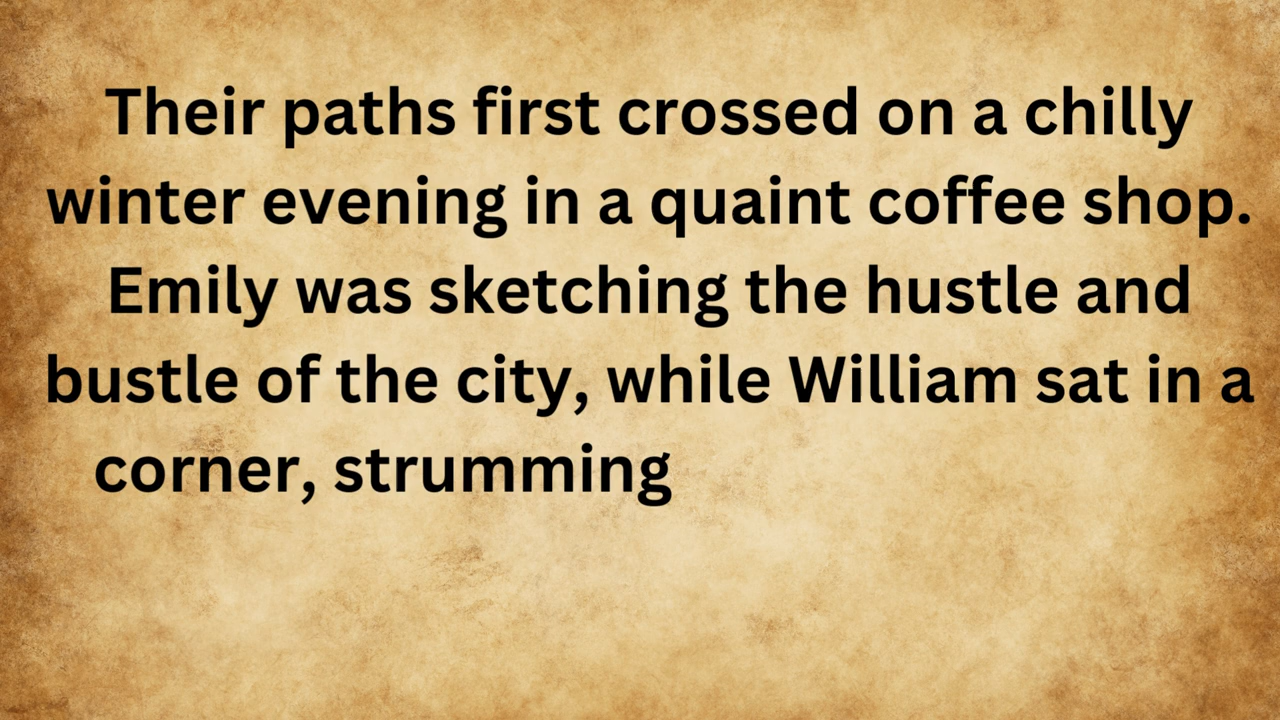 Their paths first crossed on a chilly
winter evening in a quaint coffee shop.
Emily was sketching the hustle and
bustle of the city, while William sat in a
corner, strumming